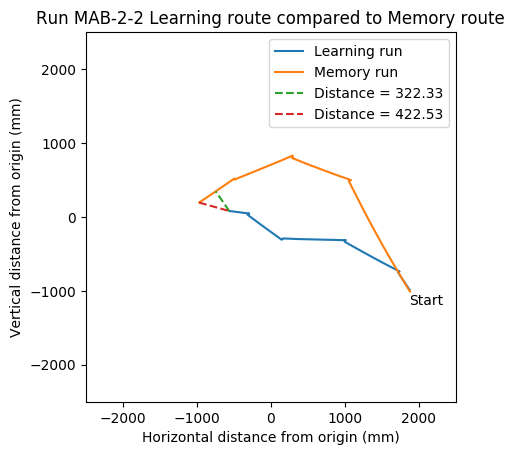 Run MAB-2-2 Learning route compared to Memory route
Learning run
Memory run
Distance = 322.33
Distance = 422.53
2000
1000
0
−1000
−2000
Vertical distance from origin (mm)
Start
−2000
−1000
0
1000
2000
Horizontal distance from origin (mm)